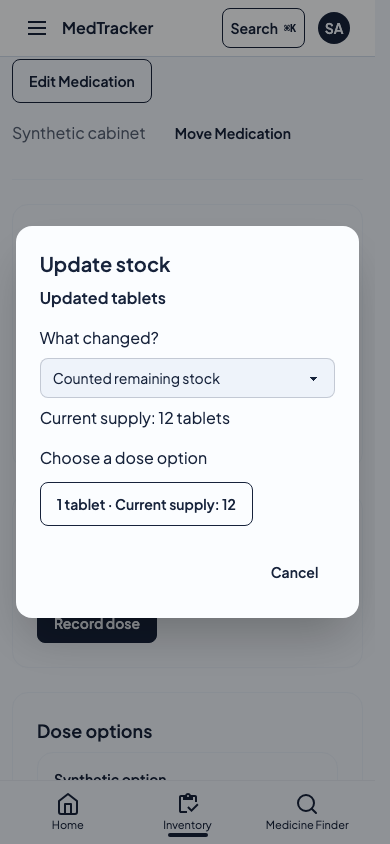 MedTracker
Search ⌘K
SA
Edit Medication
Synthetic cabinet
Move Medication
Update stock
Updated tablets
What changed?
Counted remaining stock
Current supply: 12 tablets
Choose a dose option
1 tablet · Current supply: 12
Cancel
Record dose
Dose options
Synthetic option
Home
Inventory
Medicine Finder